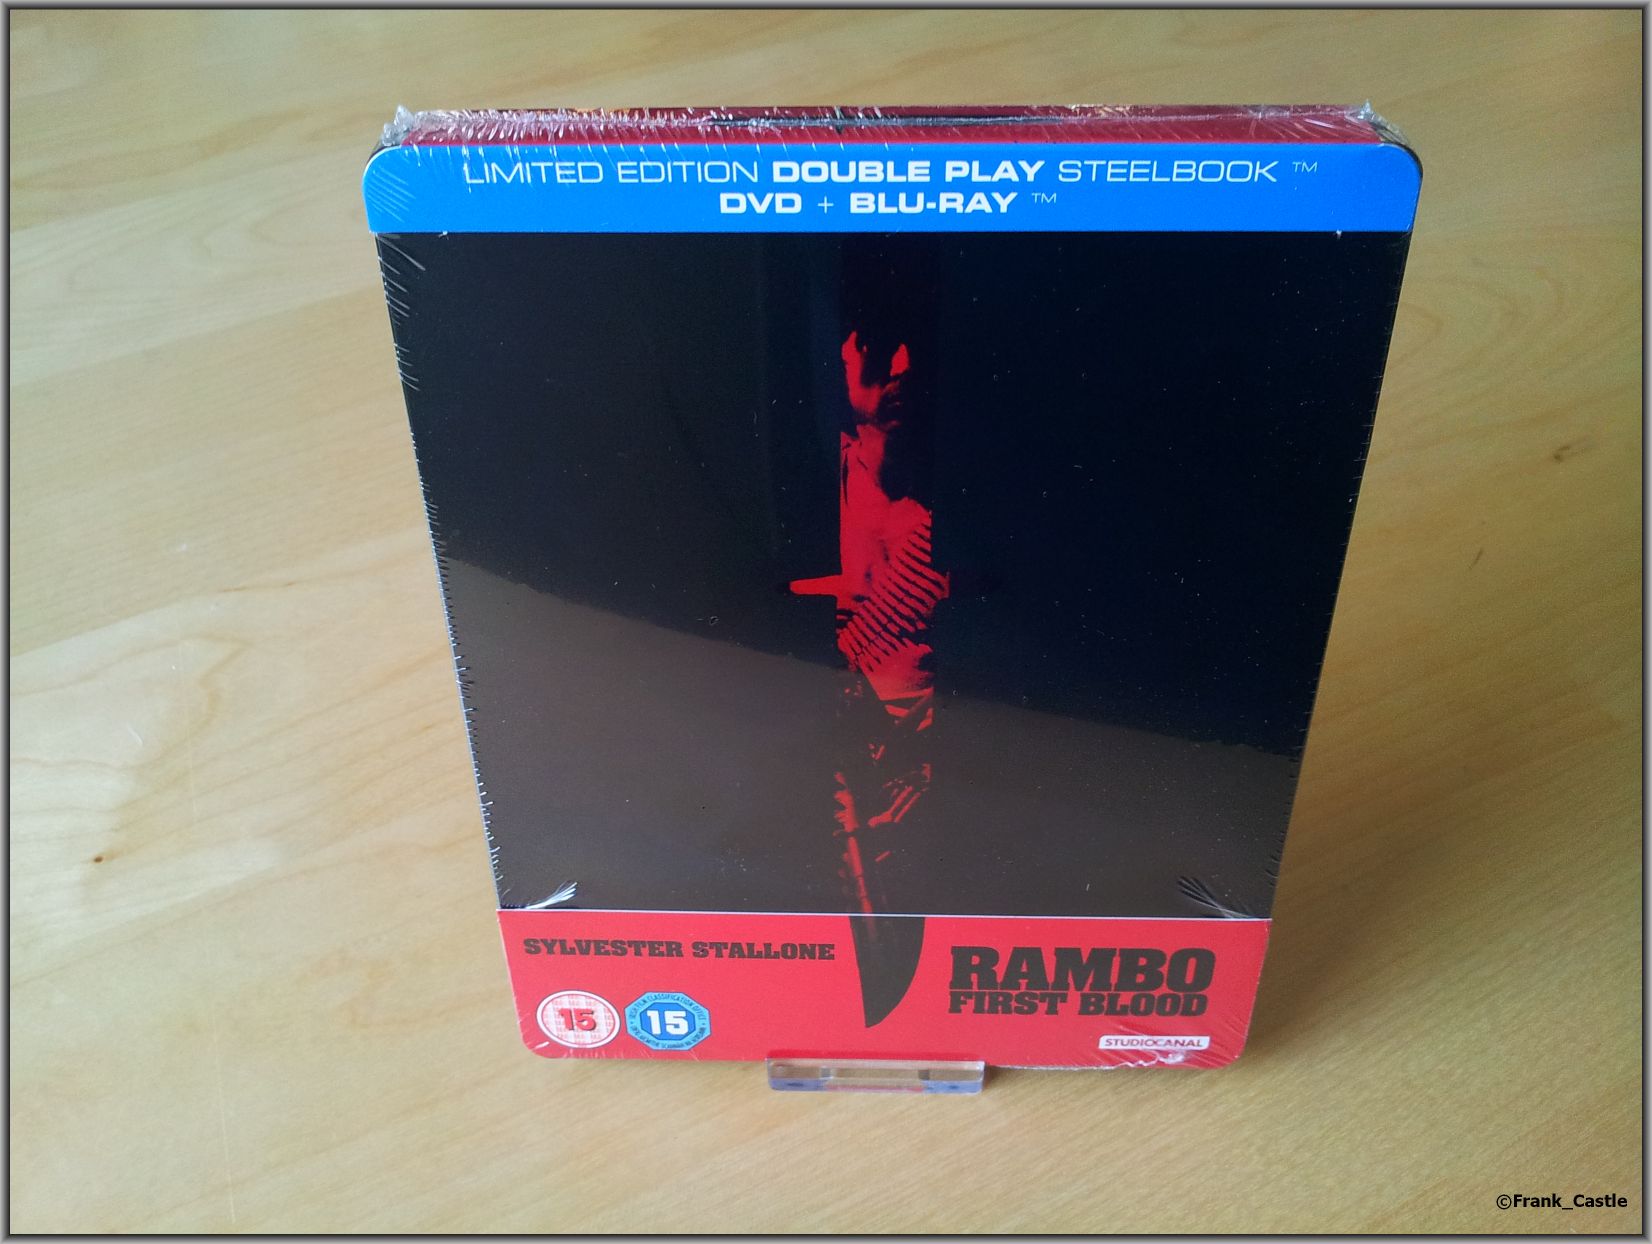 LIMITED EDITION DOUBLE PLAY STEELBOOK ™
DVD + BLU-RAY ™
SYLVESTER STALLONE
RAMBO
FIRST BLOOD
15
15
STUDIOCANAL
©Frank_Castle